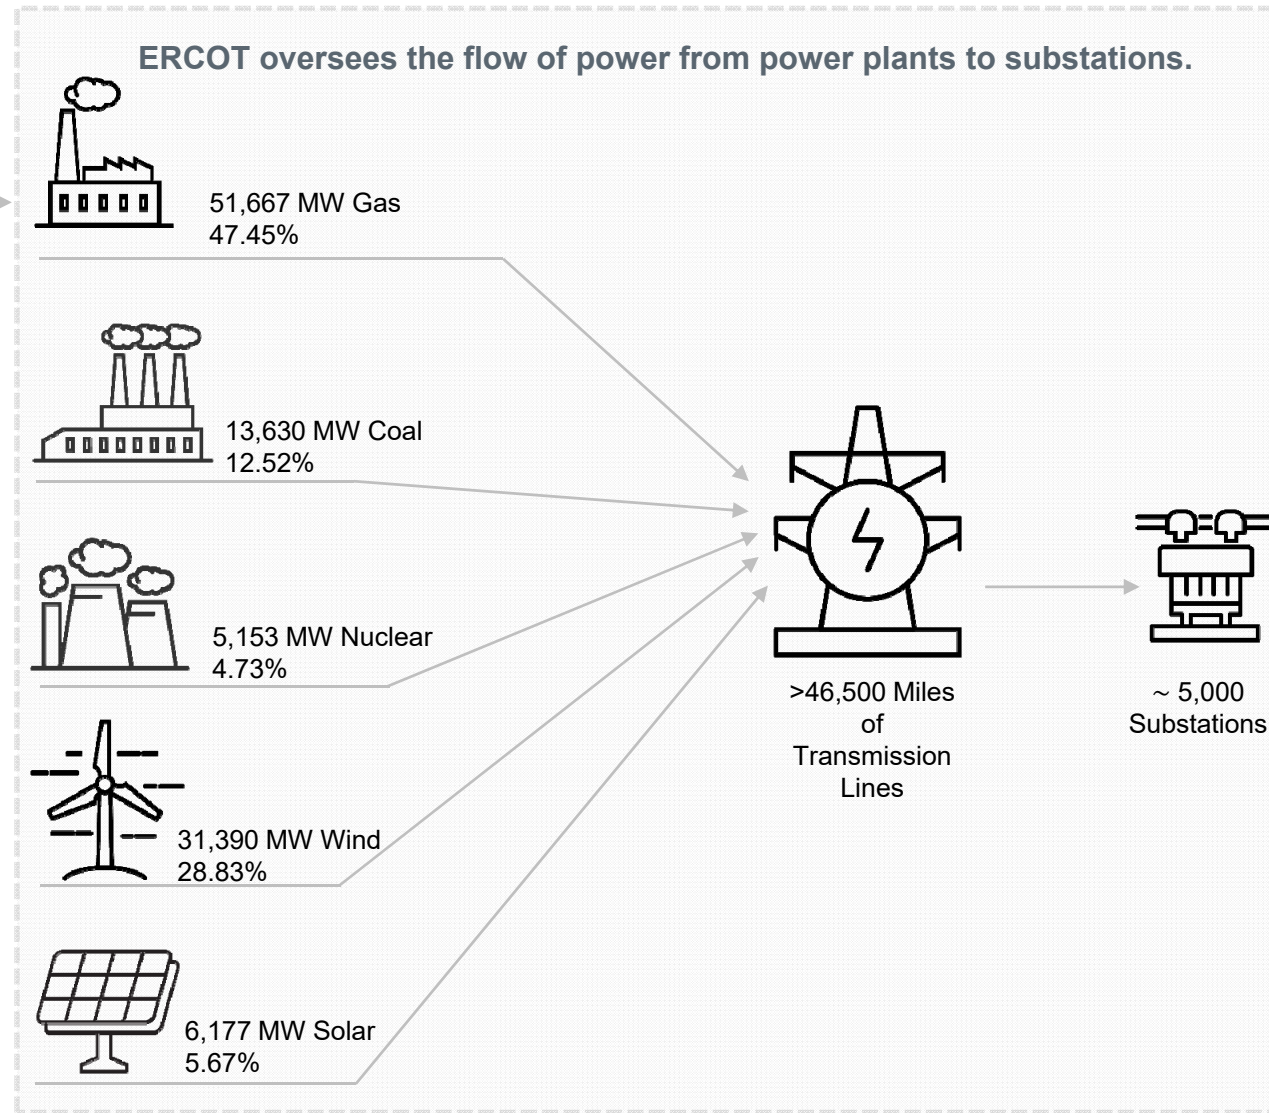 ERCOT oversees the flow of power from power plants to substations.
51,667 MW Gas
47.45%
13,630 MW Coal
12.52%
5,153 MW Nuclear
4.73%
31,390 MW Wind
28.83%
6,177 MW Solar
5.67%
>46,500 Miles
of
Transmission
Lines
~ 5,000
Substations